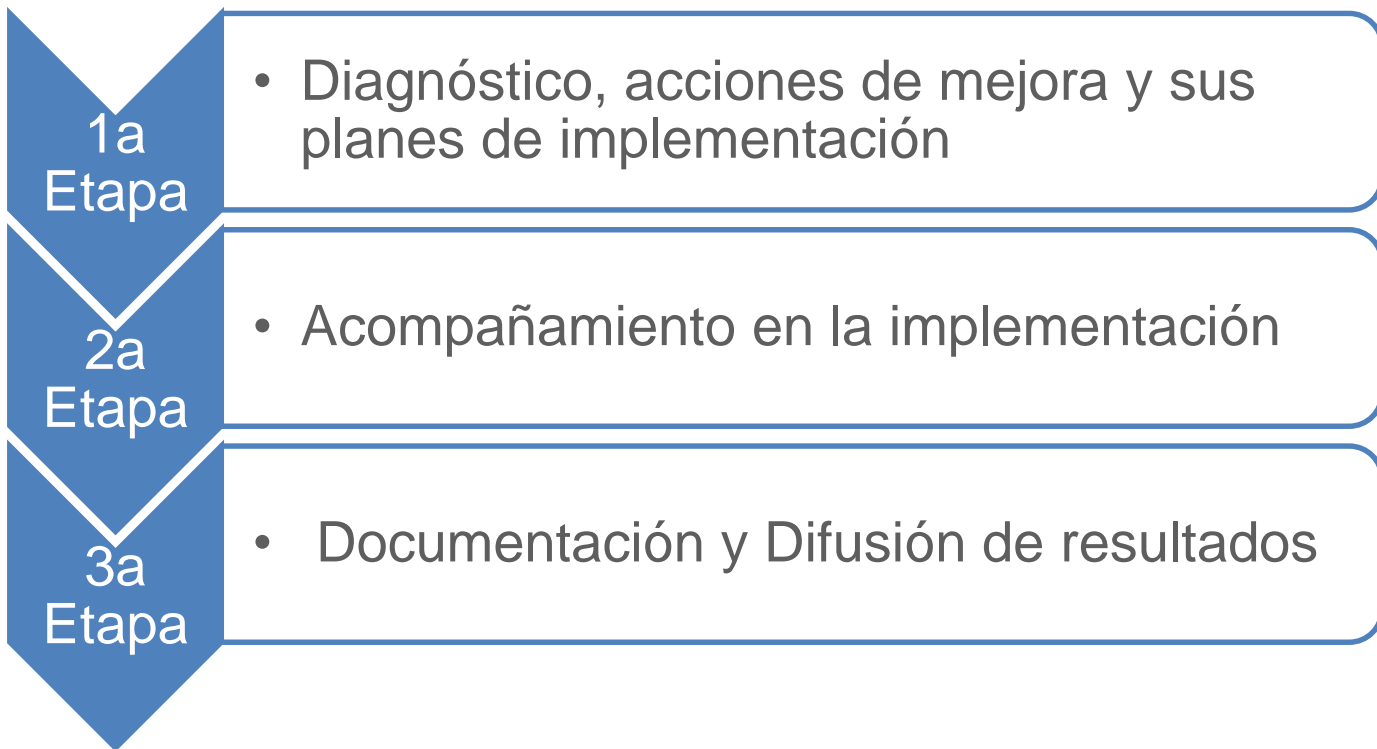 1a
Etapa
• Diagnóstico, acciones de mejora y sus
planes de implementación
2a
Etapa
• Acompañamiento en la implementación
3a
Etapa
• Documentación y Difusión de resultados